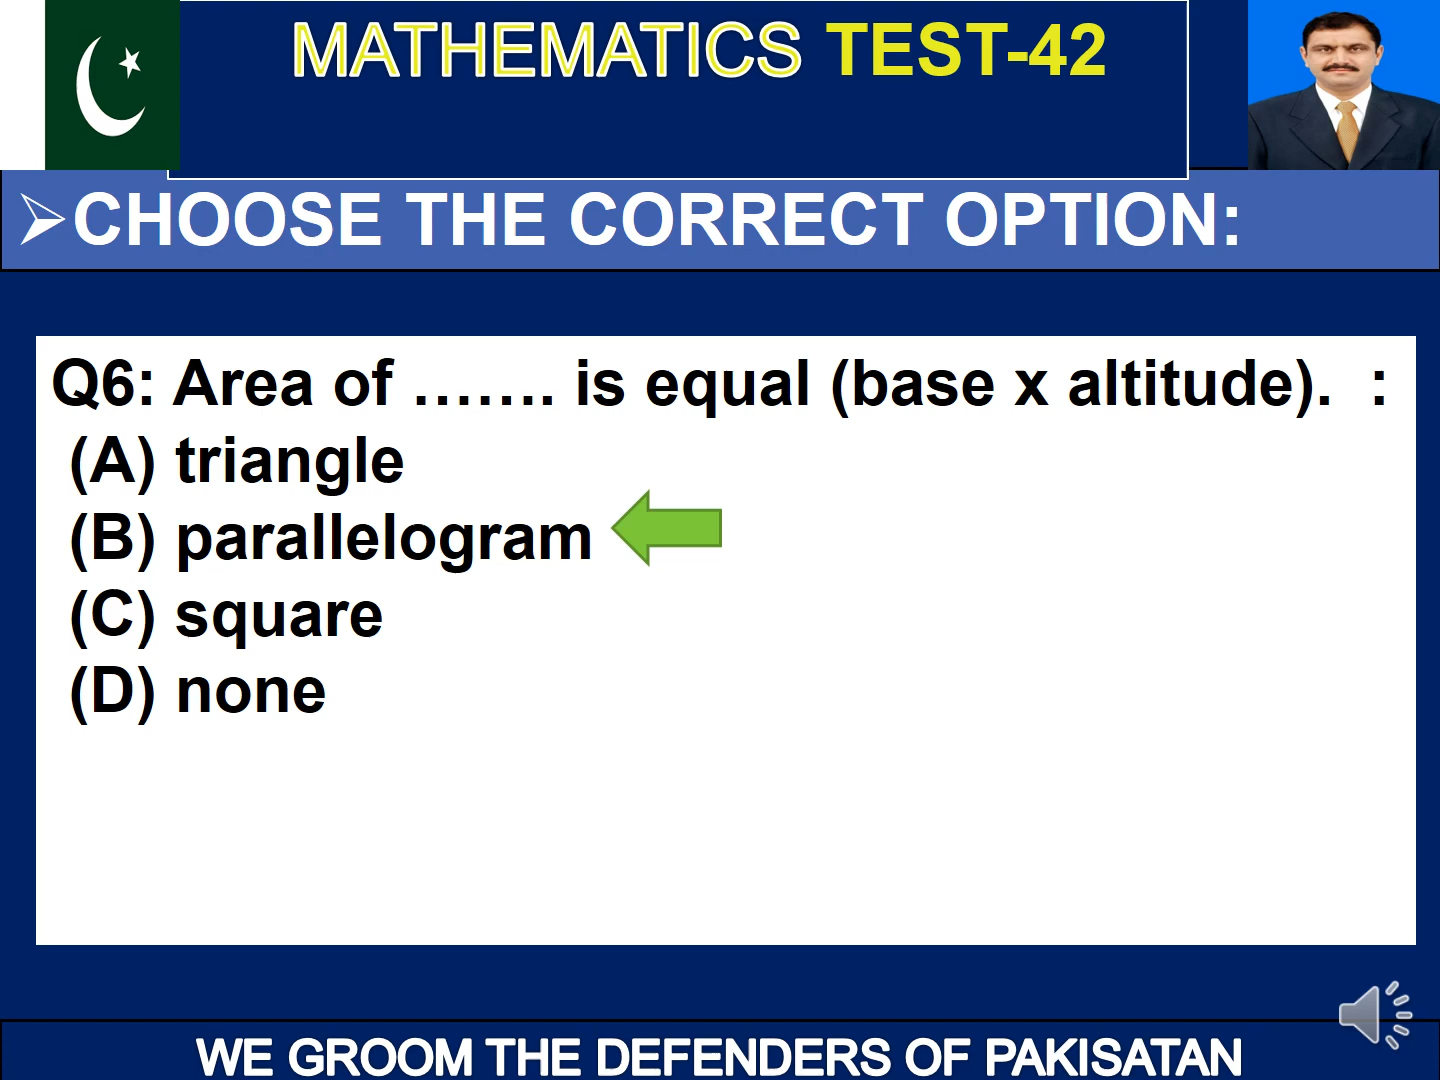 MATHEMATICS TEST-42
➢CHOOSE THE CORRECT OPTION:
Q6: Area of ……. is equal (base x altitude).  :
(A) triangle
(B) parallelogram
(C) square
(D) none
WE GROOM THE DEFENDERS OF PAKISATAN